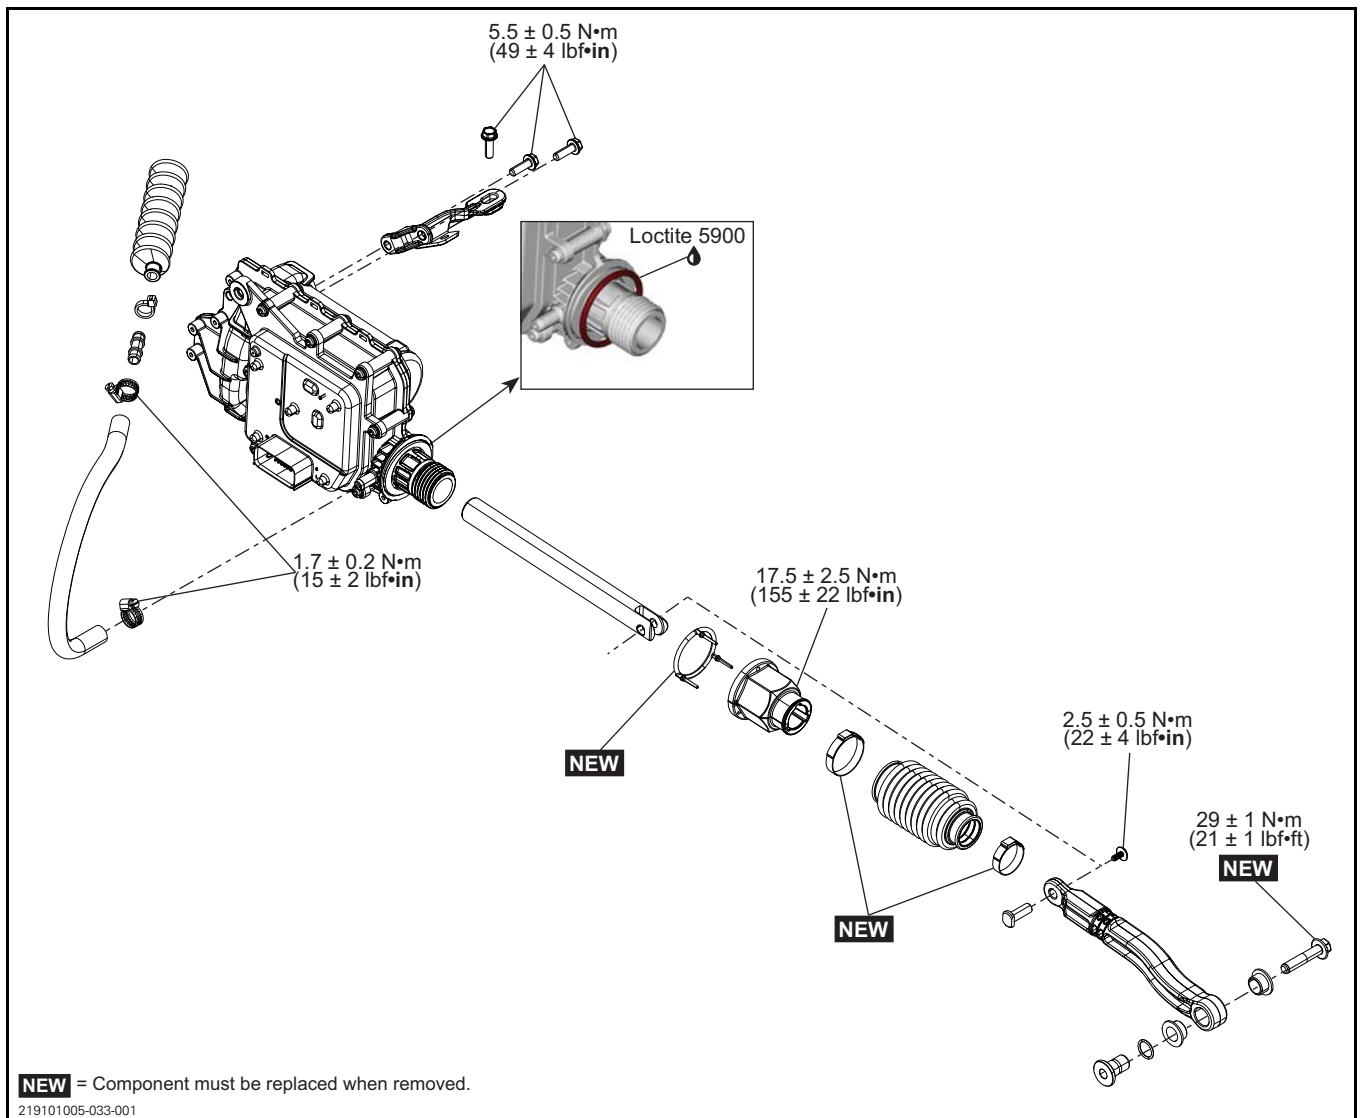 5.5 ± 0.5 N•m
(49 ± 4 lbf•in)
Loctite 5900
1.7 ± 0.2 N•m
(15 ± 2 lbf•in)
17.5 ± 2.5 N•m
(155 ± 22 lbf•in)
NEW
2.5 ± 0.5 N•m
(22 ± 4 lbf•in)
29 ± 1 N•m
(21 ± 1 lbf•ft)
NEW
NEW
NEW = Component must be replaced when removed.
219101005-033-001